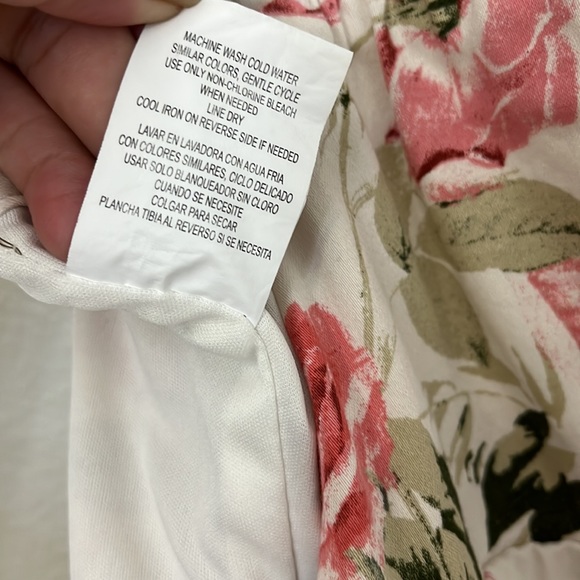 MACHINE WASH COLD WATER
SIMILAR COLORS, GENTLE CYCLE
USE ONLY NON-CHLORINE BLEACH
WHEN NEEDED
LINE DRY
COOL IRON ON REVERSE SIDE IF NEEDED
LAVAR EN LAVADORA CON AGUA FRIA
CON COLORES SIMILARES, CICLO DELICADO
USAR SOLO BLANQUEADOR SIN CLORO
CUANDO SE NECESITE
COLGAR PARA SECAR
PLANCHA TIBIA AL REVERSO SI SE NECESITA